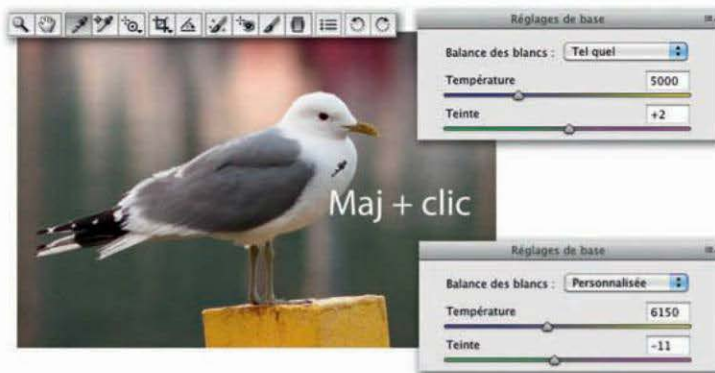 Réglages de base
Balance des blancs : Tel quel
Température 5000
Teinte +2
Maj + clic
Réglages de base
Balance des blancs : Personnalisée
Température 6150
Teinte -11